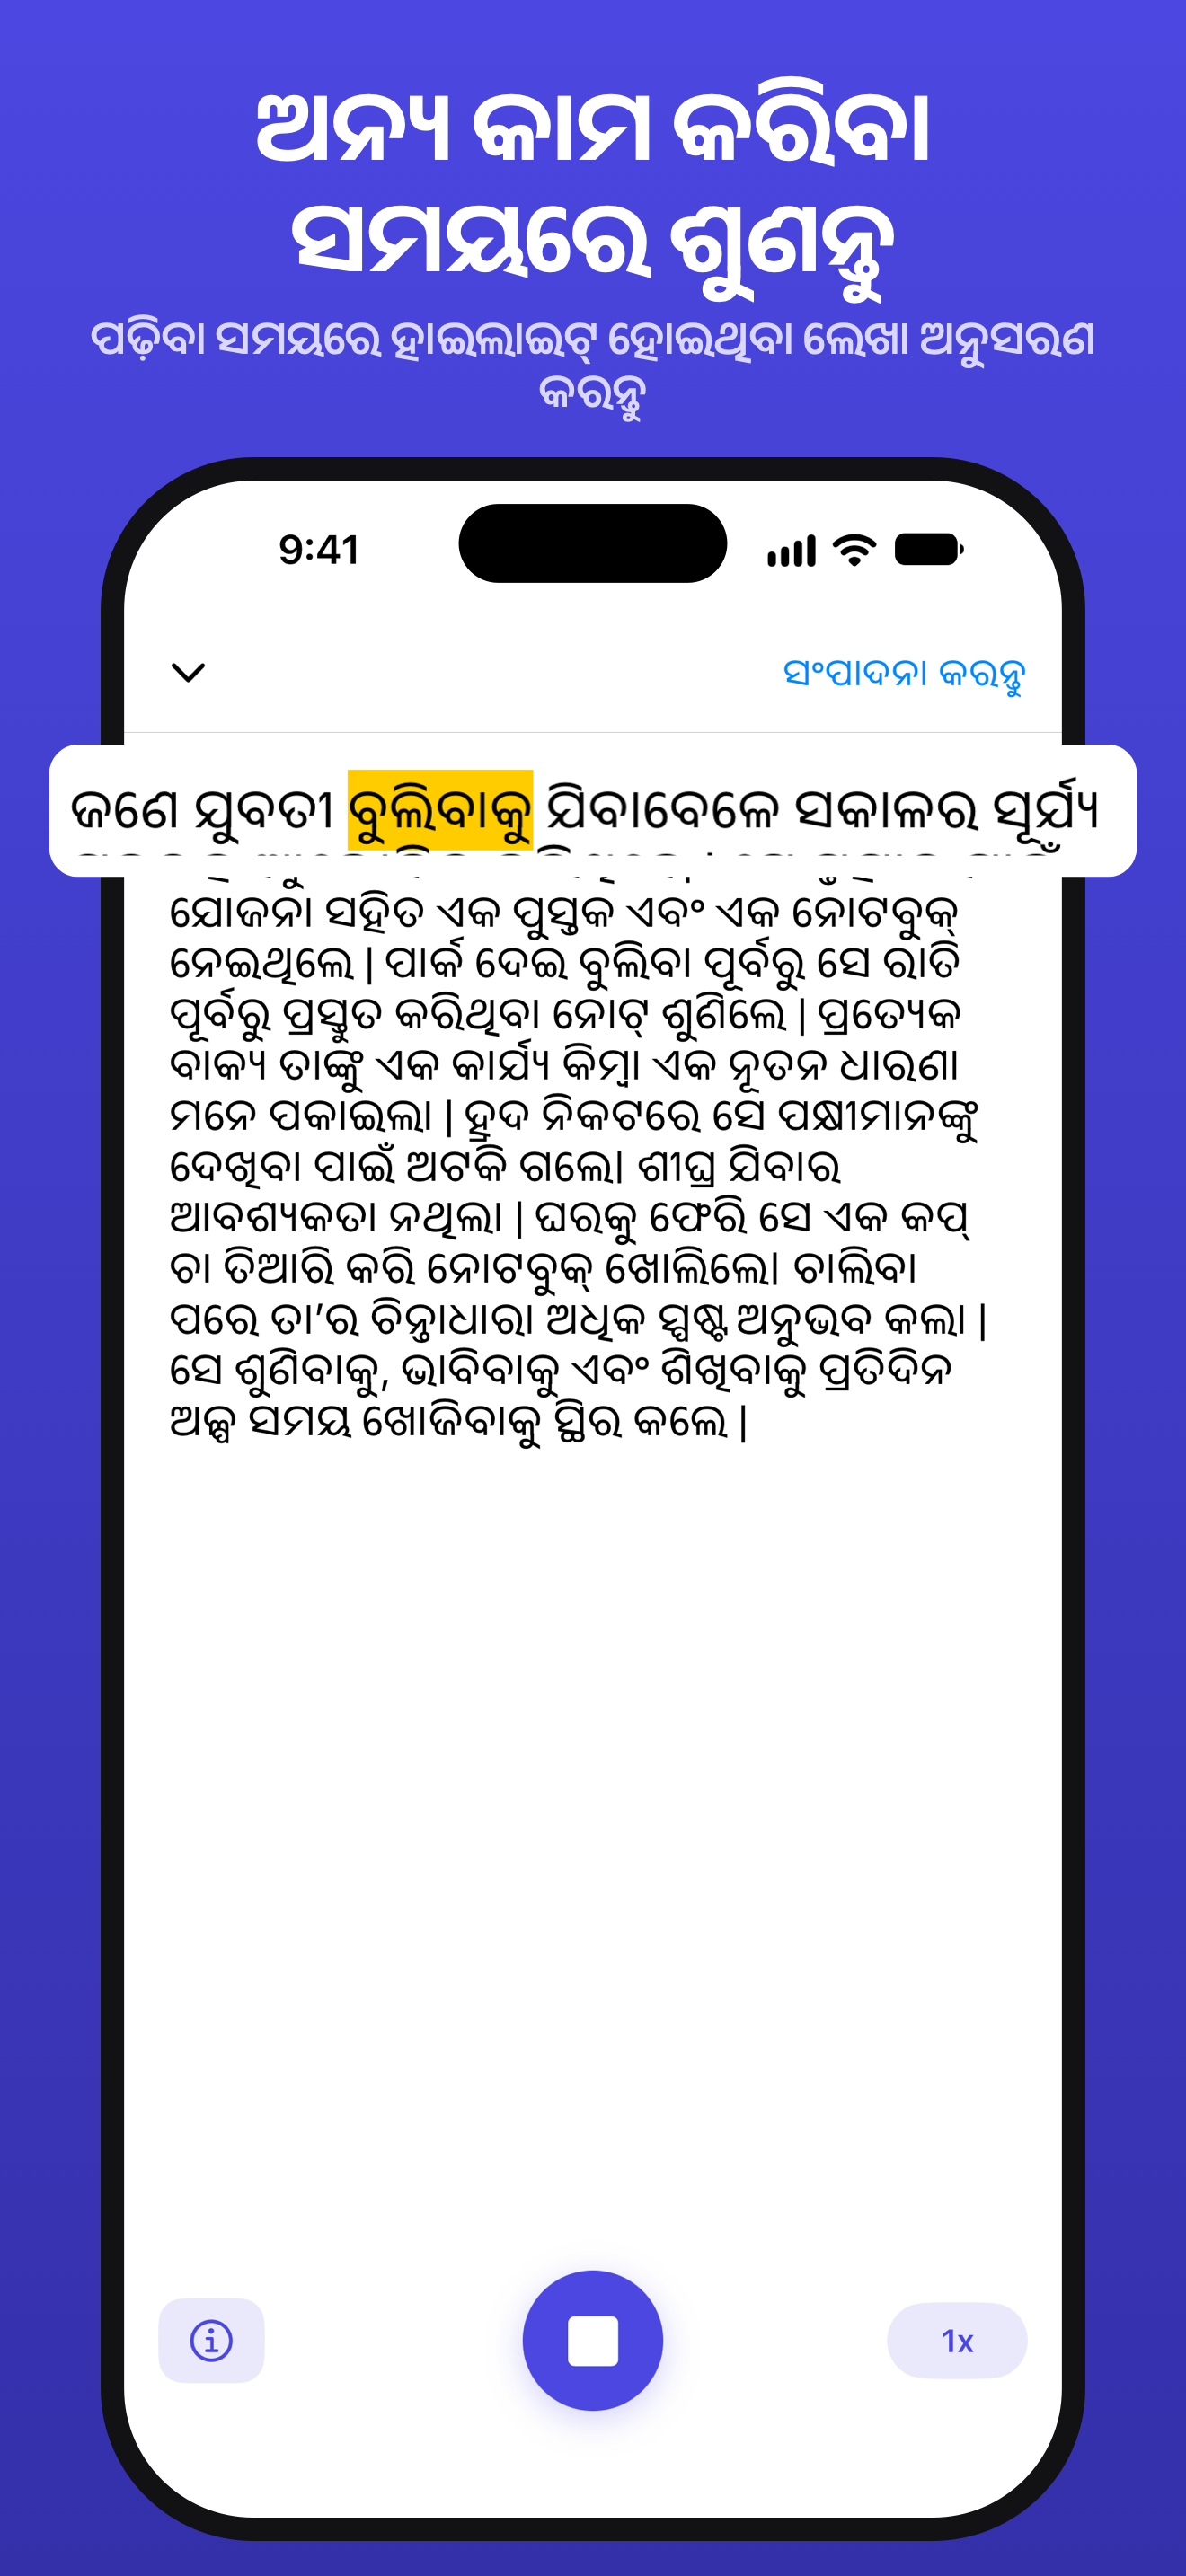 ଅନ୍ୟ କାମ କରିବା
ସମୟରେ ଶୁଣନ୍ତୁ
ପଢ଼ିବା ସମୟରେ ହାଇଲାଇଟ୍ ହୋଇଥିବା ଲେଖା ଅନୁସରଣ
କରନ୍ତୁ
9:41
ସଂପାଦନା କରନ୍ତୁ
ଜଣେ ଯୁବତୀ ବୁଲିବାକୁ ଯିବାବେଳେ ସକାଳର ସୂର୍ଯ୍ୟ
ଯୋଜନା ସହିତ ଏକ ପୁସ୍ତକ ଏବଂ ଏକ ନୋଟବୁକ୍
ନେଇଥିଲେ | ପାର୍କ ଦେଇ ବୁଲିବା ପୂର୍ବରୁ ସେ ରାତି
ପୂର୍ବରୁ ପ୍ରସ୍ତୁତ କରିଥିବା ନୋଟ୍ ଶୁଣିଲେ | ପ୍ରତ୍ୟେକ
ବାକ୍ୟ ତାଙ୍କୁ ଏକ କାର୍ଯ୍ୟ କିମ୍ବା ଏକ ନୂତନ ଧାରଣା
ମନେ ପକାଇଲା | ହ୍ରଦ ନିକଟରେ ସେ ପକ୍ଷୀମାନଙ୍କୁ
ଦେଖିବା ପାଇଁ ଅଟକି ଗଲେ। ଶୀଘ୍ର ଯିବାର
ଆବଶ୍ୟକତା ନଥିଲା | ଘରକୁ ଫେରି ସେ ଏକ କପ୍
ଚା ତିଆରି କରି ନୋଟବୁକ୍ ଖୋଲିଲେ। ଚାଲିବା
ପରେ ତା’ର ଚିନ୍ତାଧାରା ଅଧିକ ସ୍ପଷ୍ଟ ଅନୁଭବ କଲା |
ସେ ଶୁଣିବାକୁ, ଭାବିବାକୁ ଏବଂ ଶିଖିବାକୁ ପ୍ରତିଦିନ
ଅଳ୍ପ ସମୟ ଖୋଜିବାକୁ ସ୍ଥିର କଲେ |
1x